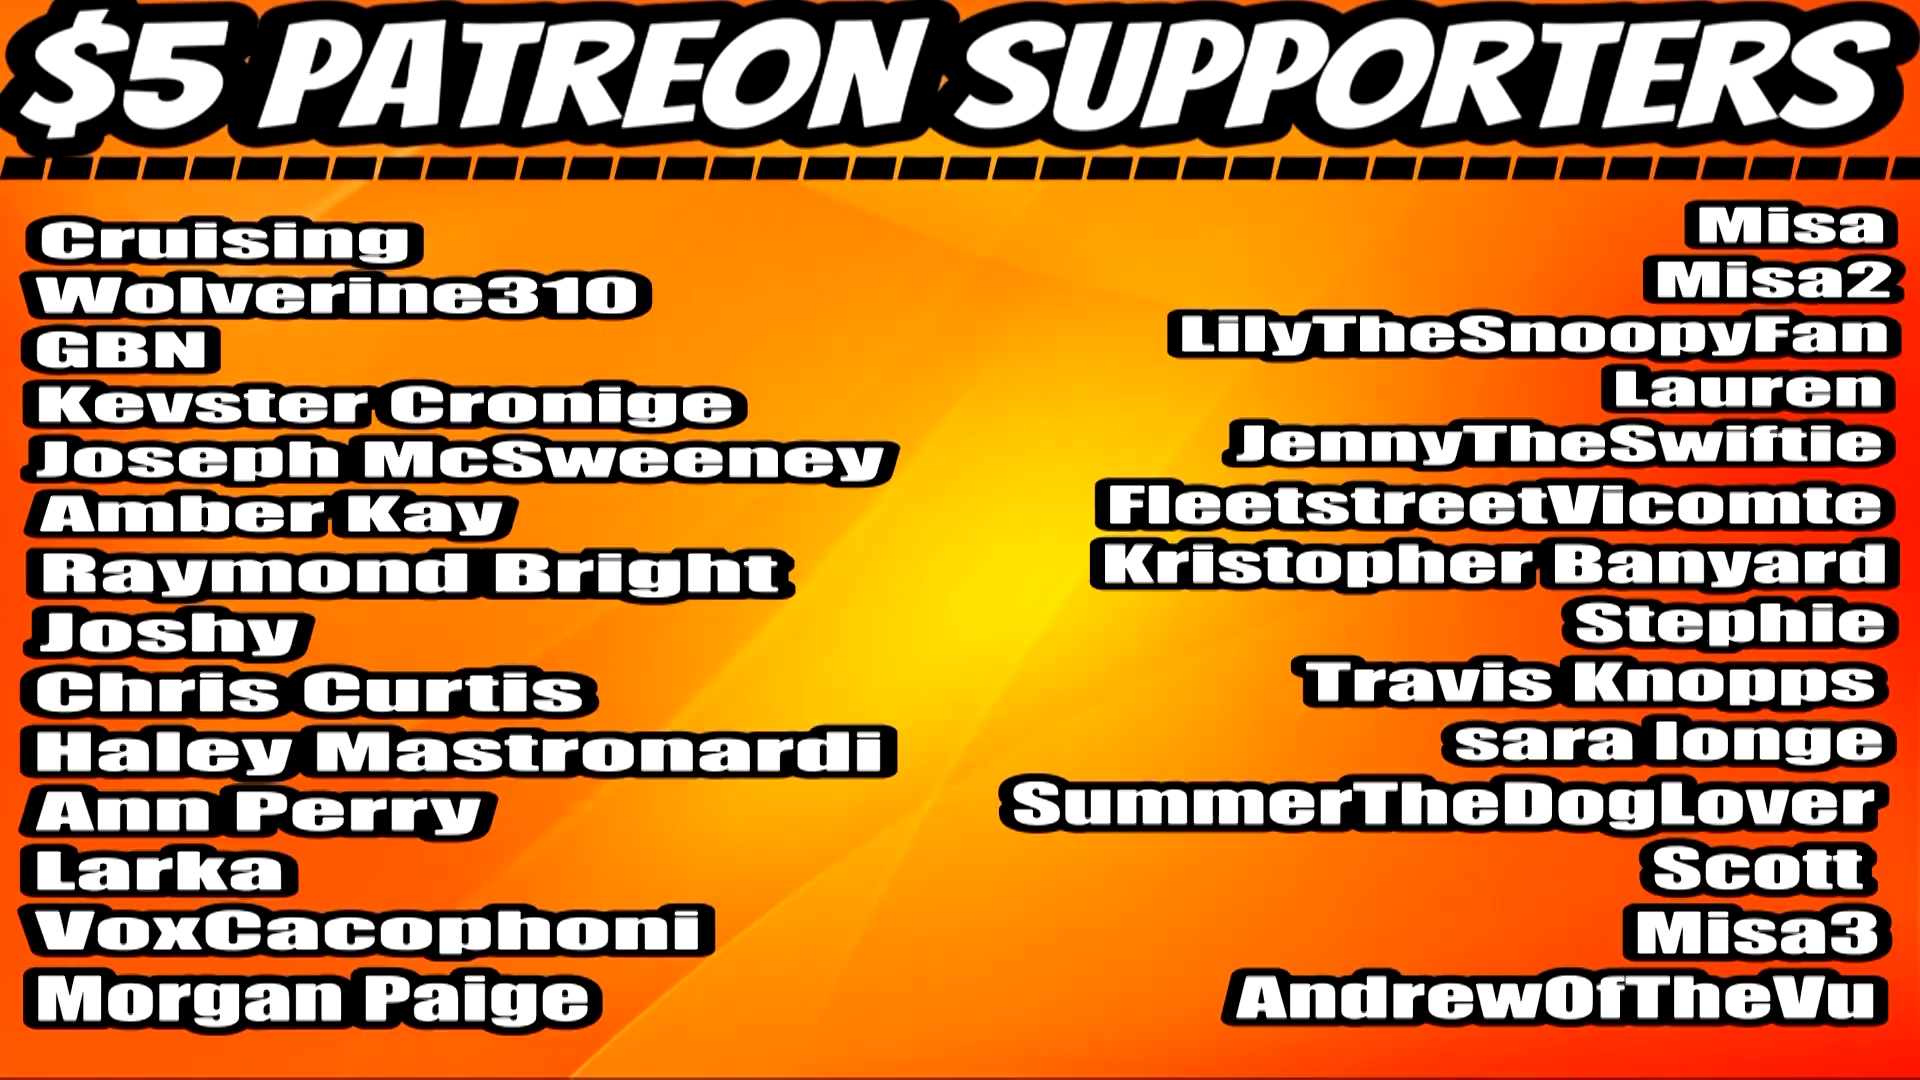 $5 PATREON SUPPORTERS
Cruising
Wolverine310
GBN
Kevster Cronige
Joseph McSweeney
Amber Kay
Raymond Bright
Joshy
Chris Curtis
Haley Mastronardi
Ann Perry
Larka
VoxCacophoni
Morgan Paige
Misa
Misa2
LilyTheSnoopyFan
Lauren
JennyTheSwiftie
FleetstreetVicomte
Kristopher Banyard
Stephie
Travis Knopps
sara longe
SummerTheDogLover
Scott
Misa3
AndrewOfTheVu